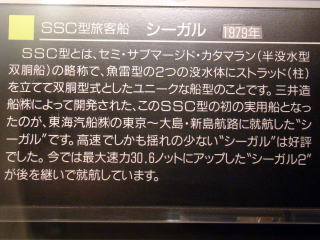 SSC型旅客船 シーガル 1979年
SSC型とは、セミ・サブマージド・カタマラン(半没水型
双胴船)の略称で、魚雷型の2つの没水体にストラッド(柱)
を立てて双胴型式としたユニークな船型のことです。三井造
船㈱によって開発された、このSSC型の初の実用船となっ
たのが、東海汽船㈱の東京～大島・新島航路に就航した“シ
ーガル”です。高速でしかも揺れの少ない“シーガル”は好評
でした。今では最大速力30.6ノットにアップした“シーガル2”
が後を継いで就航しています。